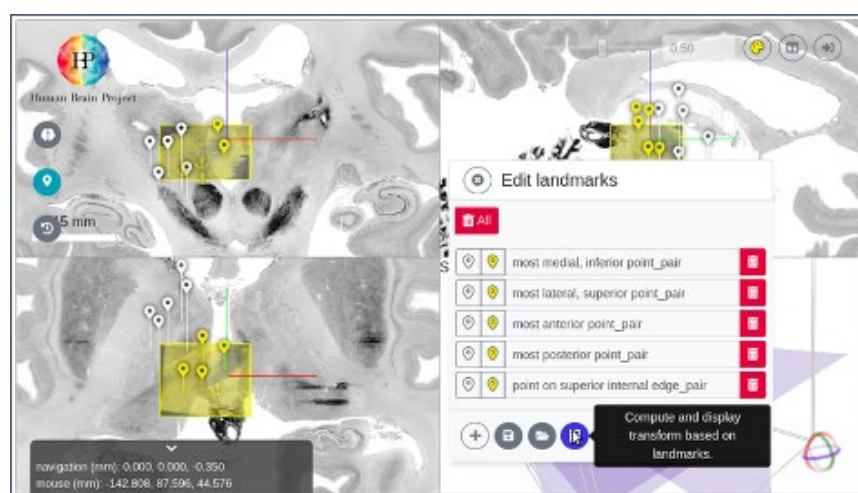 HP
Human Brain Project
5 mm
0.50
Edit landmarks
All
S
most medial, inferior point_pair
most lateral, superior point_pair
most anterior point_pair
most posterior point_pair
point on superior internal edge_pair
Compute and display
transform based on
landmarks.
navigation (mm): 0.000, 0.000, -0.350
mouse (mm): -142.808, 87.596, 44.576